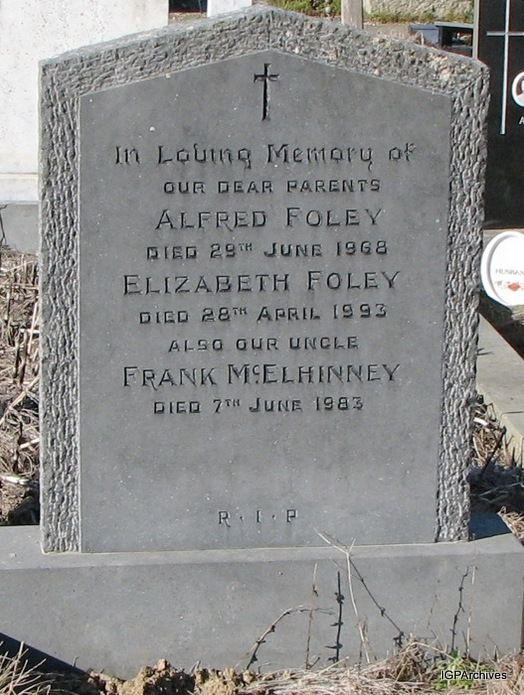 In Loving Memory of
OUR DEAR PARENTS
ALFRED FOLEY
DIED 29TH JUNE 1968
ELIZABETH FOLEY
DIED 28TH APRIL 1993
ALSO OUR UNCLE
FRANK McELHINNEY
DIED 7TH JUNE 1983
R.I.P
HUSBAN
IGPArchives